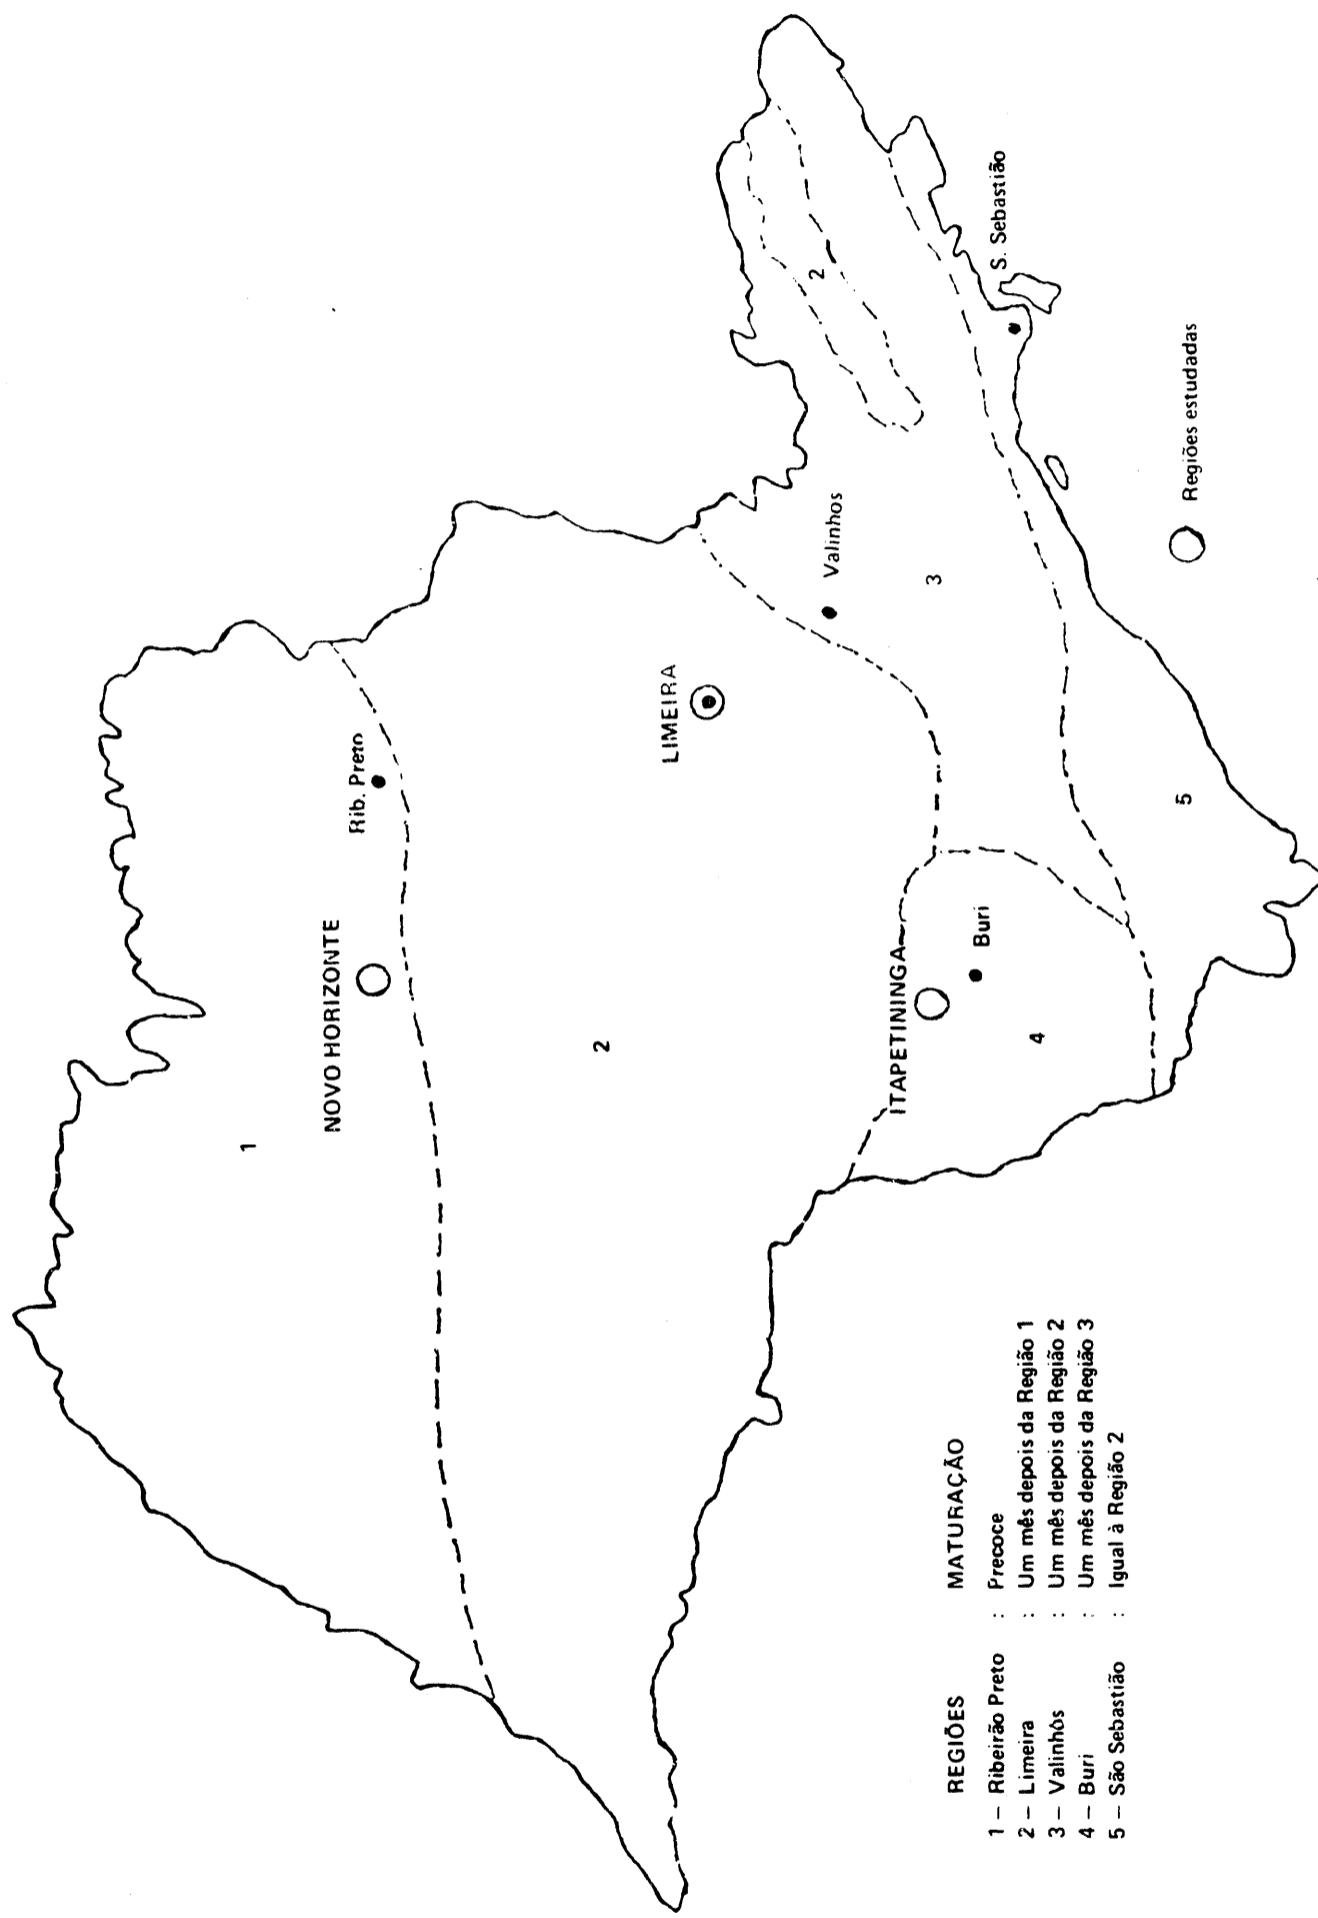 Rib. Preto
NOVO HORIZONTE
1
2
LIMEIRA
Valinhos
2
S. Sebastião
3
ITAPETININGA
Buri
4
5
Regiões estudadas
REGIÕES MATURAÇÃO
1 – Ribeirão Preto : Precoce
2 – Limeira : Um mês depois da Região 1
3 – Valinhòs : Um mês depois da Região 2
4 – Buri : Um mês depois da Região 3
5 – São Sebastião : Igual à Região 2